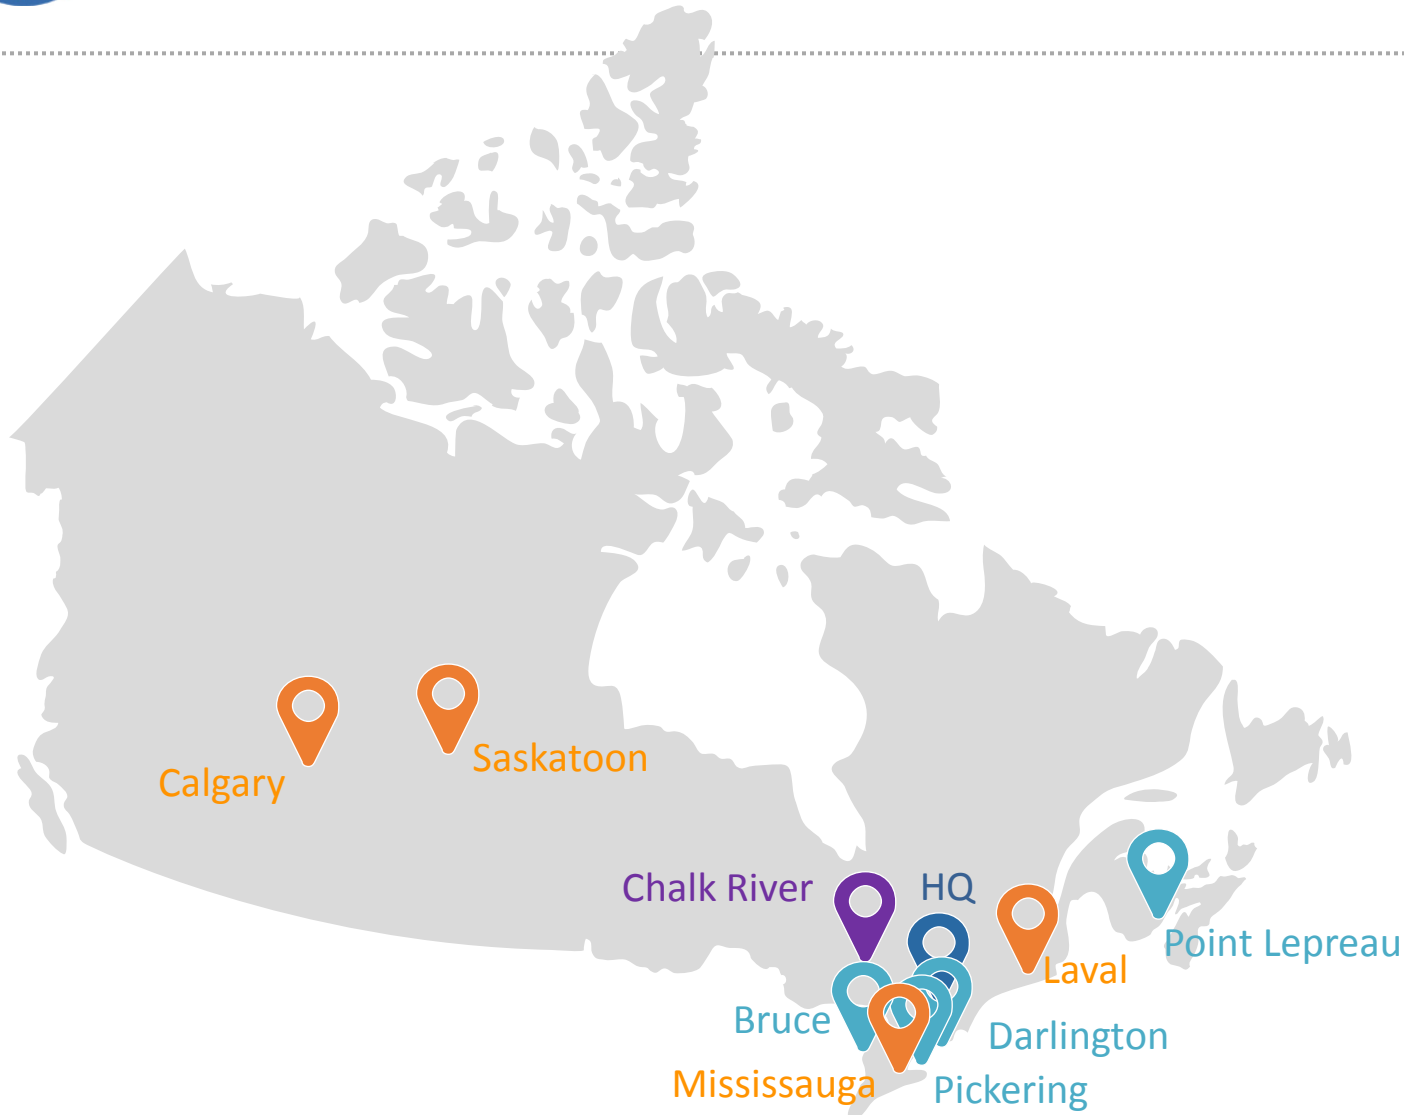 Saskatoon
Calgary
Chalk River
HQ
Point Lepreau
Laval
Bruce
Darlington
Mississauga
Pickering